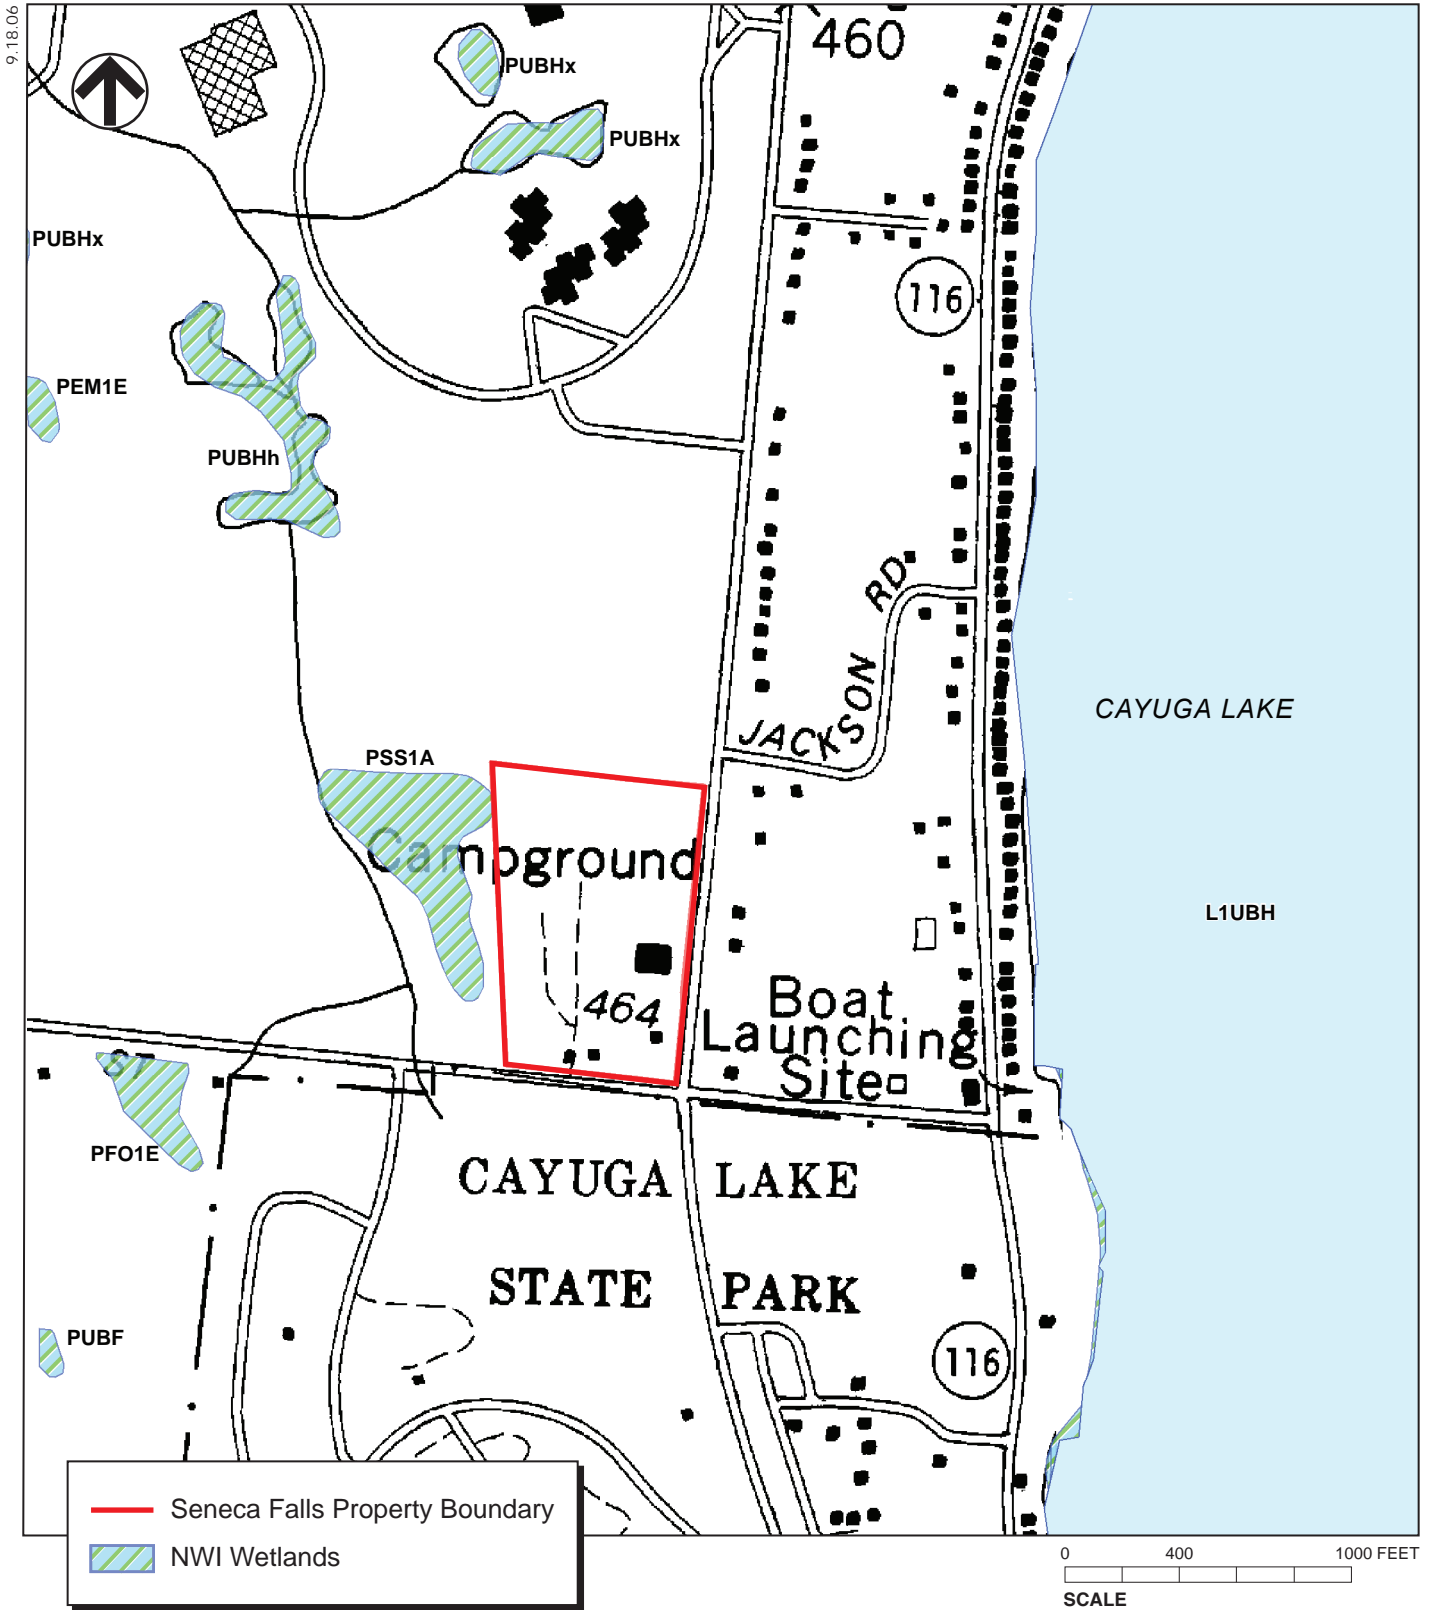 9.18.06
460
PUBHx
PUBHx
PUBHx
116
PEM1E
PUBHh
JACKSON RD
CAYUGA LAKE
PSS1A
Campground
L1UBH
464
Boat
Launching
Site
87
PFO1E
CAYUGA LAKE
STATE PARK
PUBF
116
Seneca Falls Property Boundary
NWI Wetlands
0 400 1000 FEET
SCALE